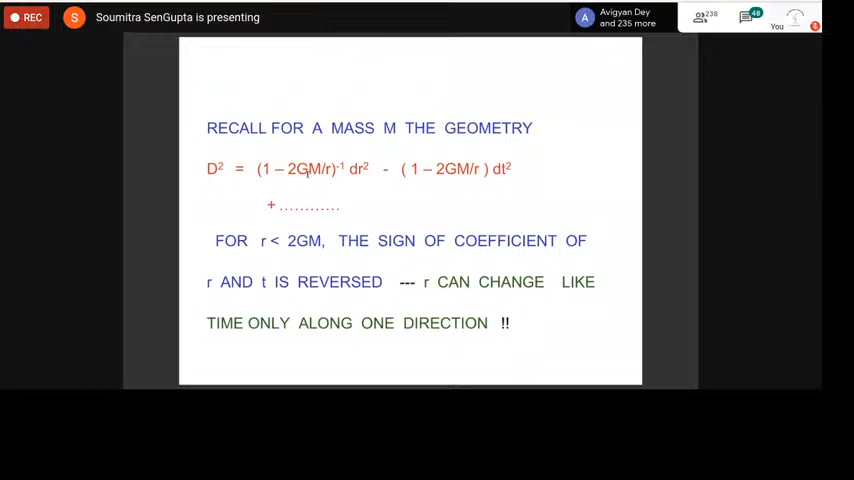 REC
S
Soumitra SenGupta is presenting
A
Avigyan Dey
and 235 more
238
48
You
RECALL FOR A MASS M THE GEOMETRY
D² = (1 – 2GM/r)⁻¹ dr² - ( 1 – 2GM/r ) dt²
+ …………
FOR r < 2GM, THE SIGN OF COEFFICIENT OF
r AND t IS REVERSED --- r CAN CHANGE LIKE
TIME ONLY ALONG ONE DIRECTION !!